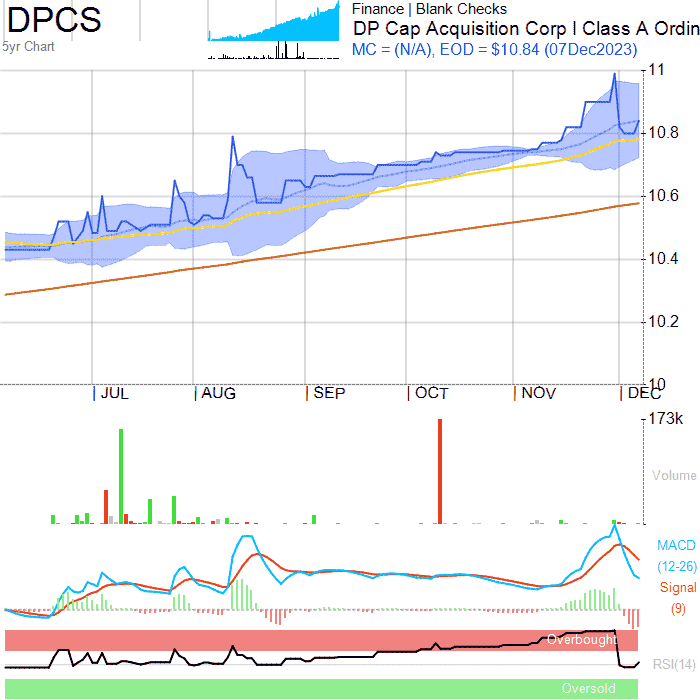 DPCS
5yr Chart
Finance | Blank Checks
DP Cap Acquisition Corp I Class A Ordin
MC = (N/A), EOD = $10.84 (07Dec2023)
11
10.8
10.6
10.4
10.2
10
JUL AUG SEP OCT NOV DEC
173k
Volume
MACD
(12-26)
Signal
(9)
Overbought
RSI(14)
Oversold